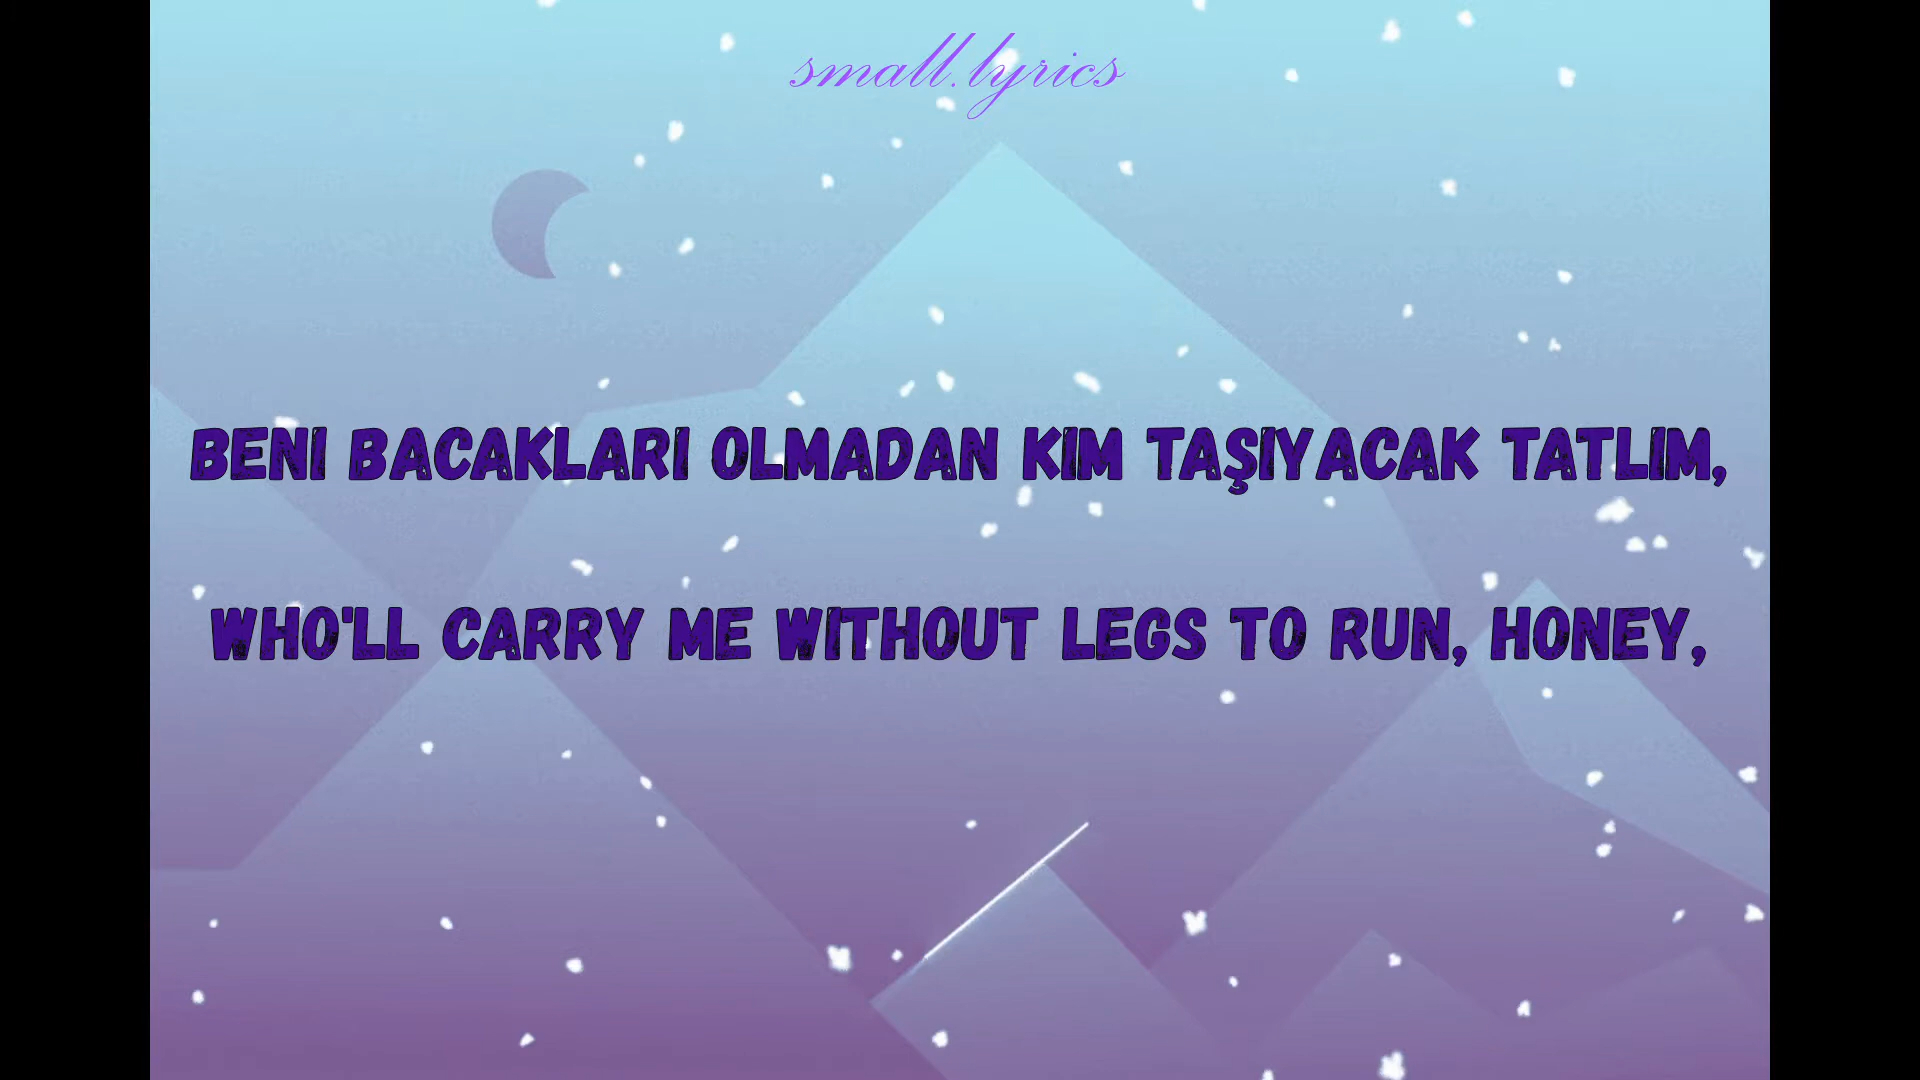 small.lyrics
BENI BACAKLARI OLMADAN KIM TAŞIYACAK TATLIM,
WHO'LL CARRY ME WITHOUT LEGS TO RUN, HONEY,